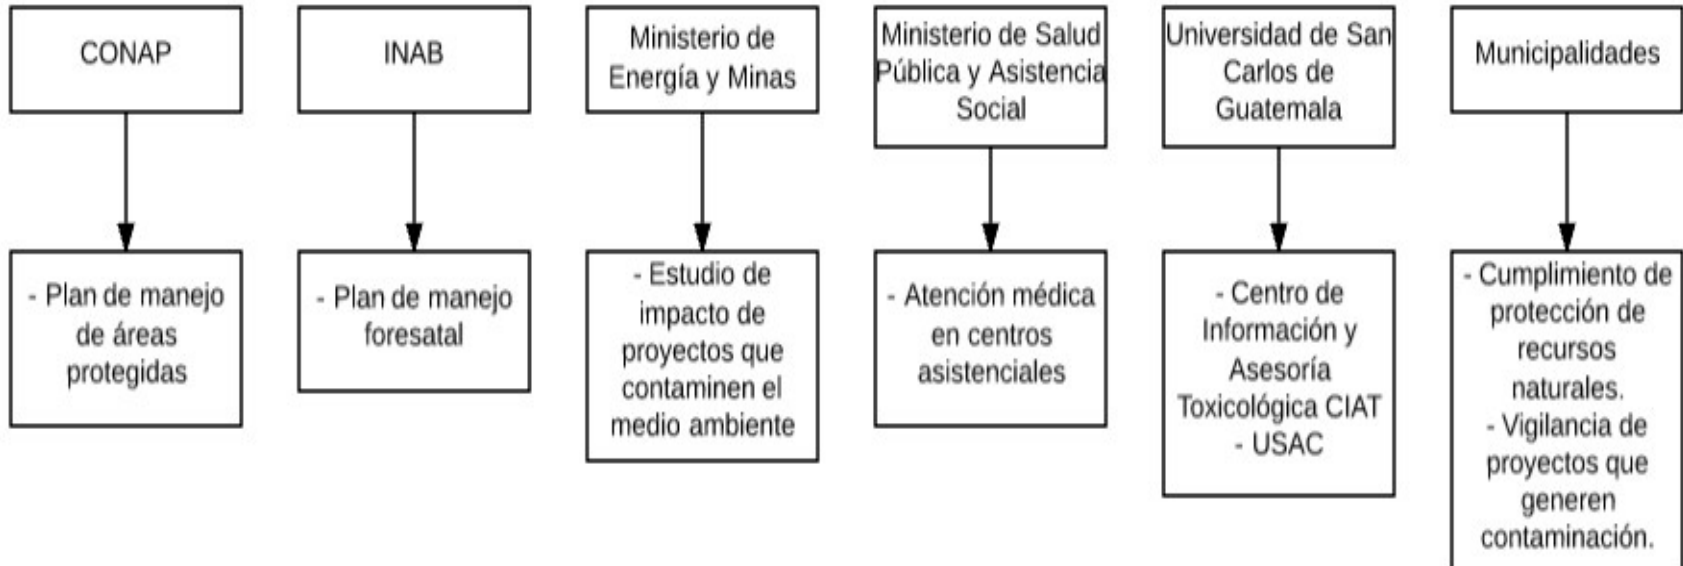 CONAP
INAB
Ministerio de
Energía y Minas
Ministerio de Salud
Pública y Asistencia
Social
Universidad de San
Carlos de
Guatemala
Municipalidades
- Plan de manejo
de áreas
protegidas
- Plan de manejo
foresatal
- Estudio de
impacto de
proyectos que
contaminen el
medio ambiente
- Atención médica
en centros
asistenciales
- Centro de
Información y
Asesoría
Toxicológica CIAT
- USAC
- Cumplimiento de
protección de
recursos
naturales.
- Vigilancia de
proyectos que
generen
contaminación.